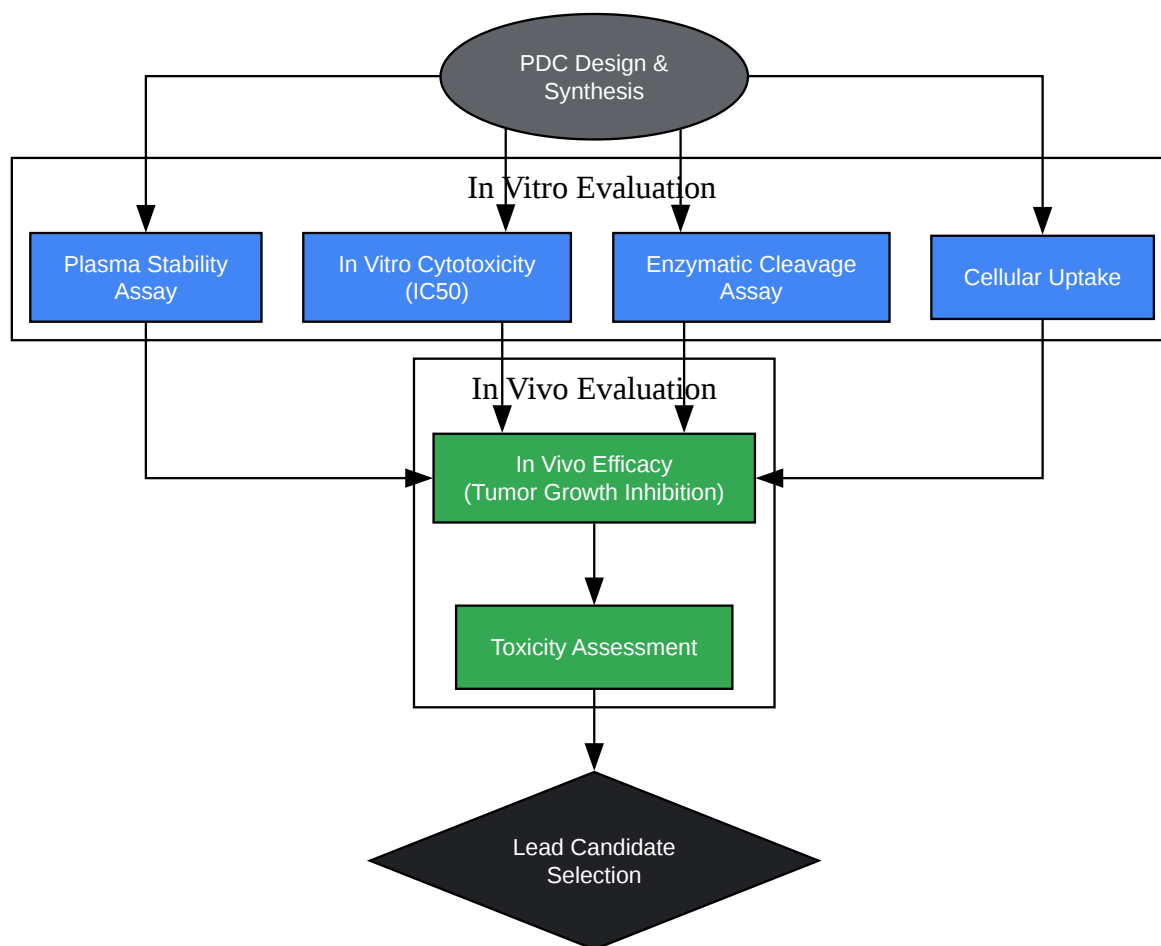 PDC Design &
Synthesis
In Vitro Evaluation
Plasma Stability
Assay
In Vitro Cytotoxicity
(IC50)
Enzymatic Cleavage
Assay
Cellular Uptake
In Vivo Evaluation
In Vivo Efficacy
(Tumor Growth Inhibition)
Toxicity Assessment
Lead Candidate
Selection